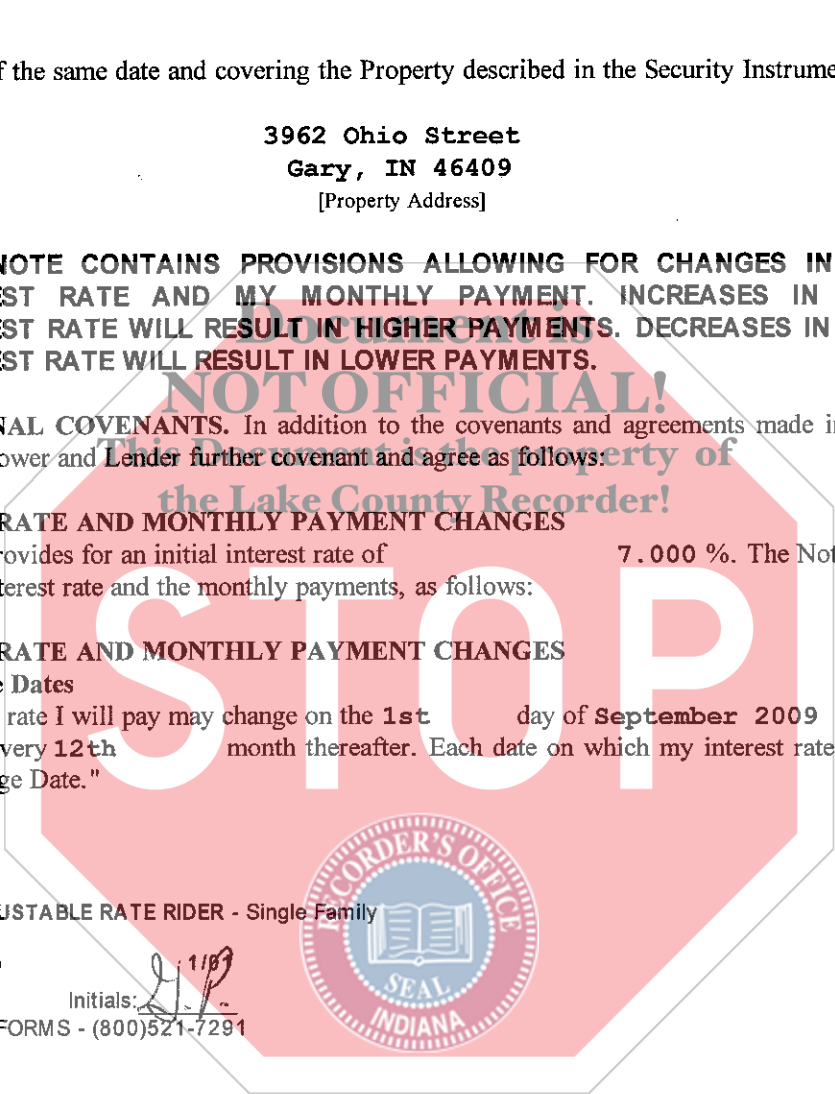 f the same date and covering the Property described in the Security Instrume
3962 Ohio Street
Gary, IN 46409
[Property Address]
NOTE CONTAINS PROVISIONS ALLOWING FOR CHANGES IN
EST RATE AND MY MONTHLY PAYMENT. INCREASES IN
Document is
EST RATE WILL RESULT IN HIGHER PAYMENTS. DECREASES IN
EST RATE WILL RESULT IN LOWER PAYMENTS.
NOT OFFICIAL!
NAL COVENANTS. In addition to the covenants and agreements made in
This Document is the property of
ower and Lender further covenant and agree as follows:
the Lake County Recorder!
RATE AND MONTHLY PAYMENT CHANGES
rovides for an initial interest rate of 7.000 %. The Not
terest rate and the monthly payments, as follows:
STOP
RATE AND MONTHLY PAYMENT CHANGES
e Dates
rate I will pay may change on the 1st day of September 2009
very 12th month thereafter. Each date on which my interest rate
ge Date."
RECORDER'S OFFICE
SEAL
INDIANA
USTABLE RATE RIDER - Single Family
1/01
Initials: G.P.
FORMS - (800)521-7291